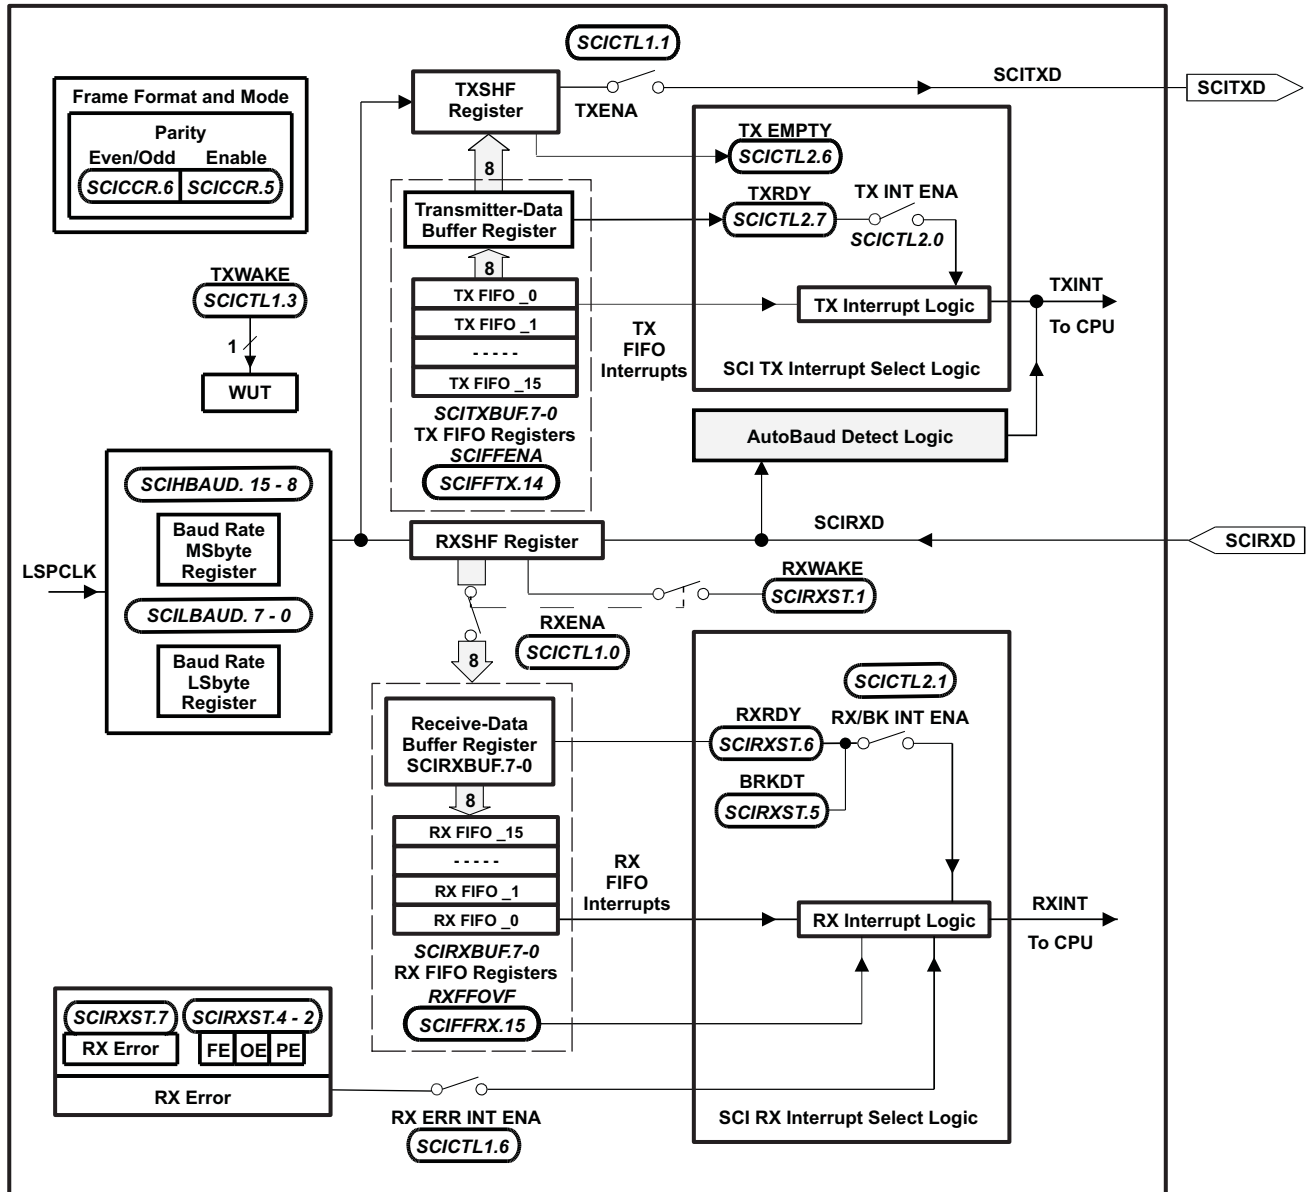 SCICTL1.1
TXSHF
Register
TXENA
SCITXD
SCITXD
Frame Format and Mode
Parity
Even/Odd Enable
SCICCR.6 SCICCR.5
8
TX EMPTY
SCICTL2.6
Transmitter-Data
Buffer Register
TXRDY
SCICTL2.7
TX INT ENA
SCICTL2.0
8
TXWAKE
SCICTL1.3
1
WUT
TX FIFO _0
TX FIFO _1
- - - - -
TX FIFO _15
TX
FIFO
Interrupts
TX Interrupt Logic
TXINT
To CPU
SCI TX Interrupt Select Logic
SCITXBUF.7-0
TX FIFO Registers
SCIFFENA
SCIFFTX.14
AutoBaud Detect Logic
LSPCLK
SCIHBAUD. 15 - 8
Baud Rate
MSbyte
Register
SCILBAUD. 7 - 0
Baud Rate
LSbyte
Register
RXSHF Register
SCIRXD
SCIRXD
RXWAKE
SCIRXST.1
RXENA
SCICTL1.0
8
Receive-Data
Buffer Register
SCIRXBUF.7-0
8
SCICTL2.1
RXRDY
SCIRXST.6
RX/BK INT ENA
BRKDT
SCIRXST.5
RX FIFO _15
- - - - -
RX FIFO _1
RX FIFO _0
RX
FIFO
Interrupts
RX Interrupt Logic
RXINT
To CPU
SCIRXBUF.7-0
RX FIFO Registers
RXFFOVF
SCIFFRX.15
SCIRXST.7 SCIRXST.4 - 2
RX Error FE OE PE
RX Error
RX ERR INT ENA
SCICTL1.6
SCI RX Interrupt Select Logic